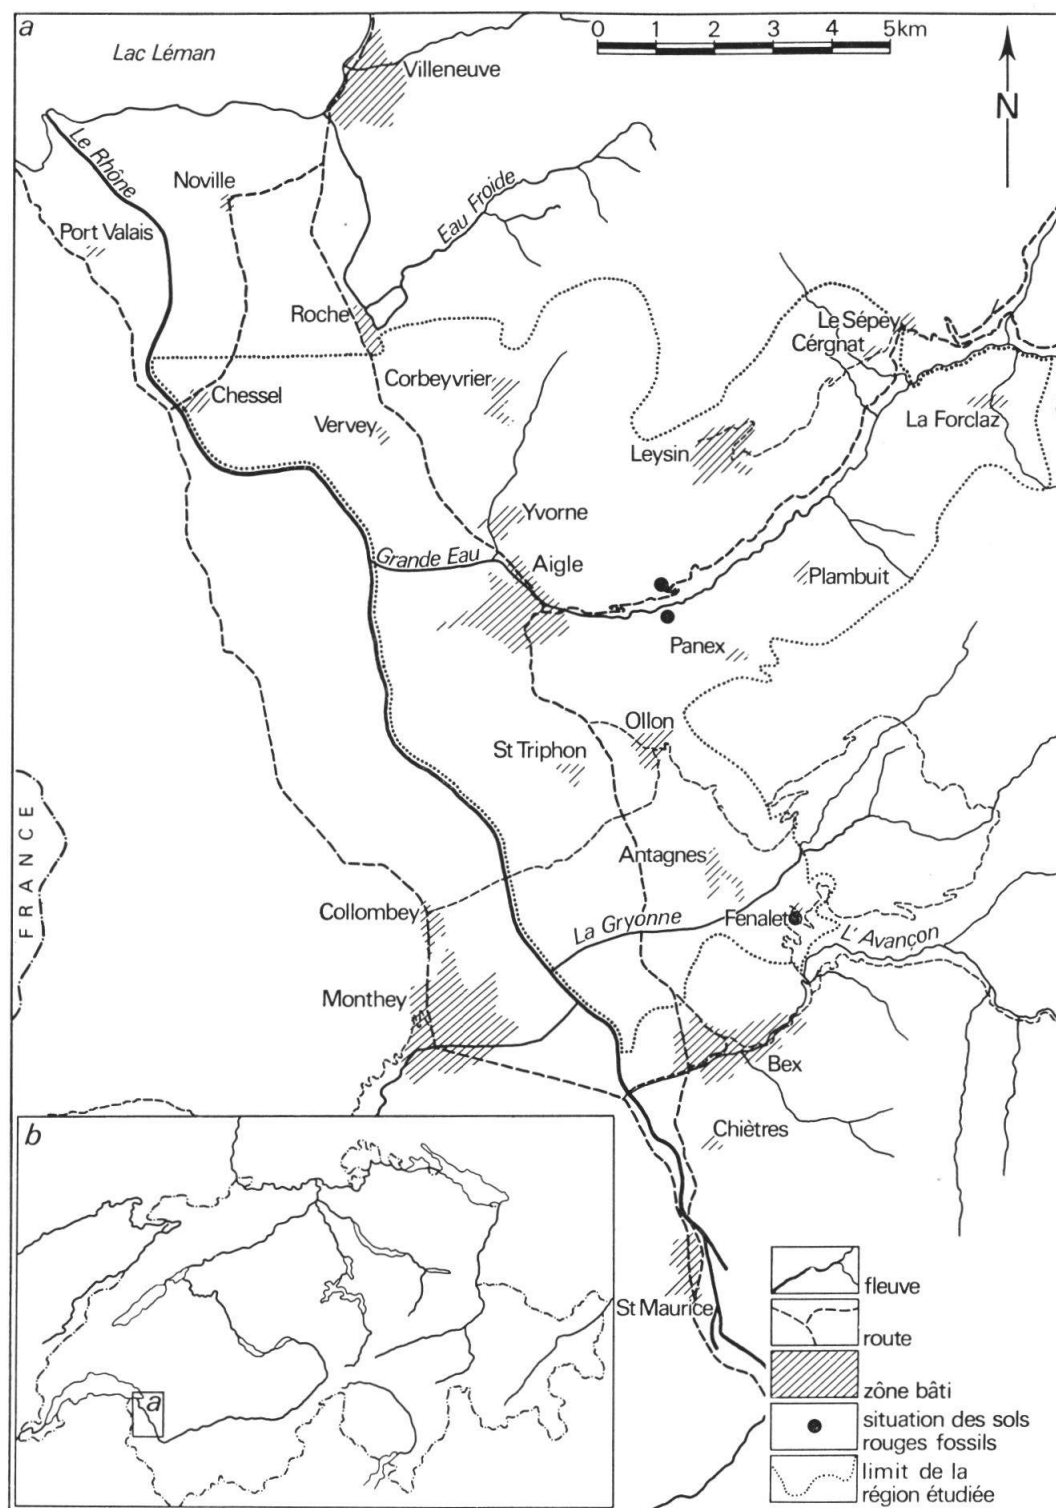 a
Lac Léman
0 1 2 3 4 5km
Villeneuve
N
Le Rhône
Noville
Eau Froide
Port Valais
Roche
Le Sépey
Cérgnat
Corbeyvrier
Chessel
Vervey
La Forclaz
Leysin
Yvorne
Grande Eau
Aigle
Plambuit
Panex
Ollon
St Triphon
FRANCE
Antagnes
Collombey
La Gryonne
Fenalet
L'Avançon
Monthey
Bex
Chiètres
b
St Maurice
a
fleuve
route
zône bâti
situation des sols
rouges fossils
limit de la
région étudiée